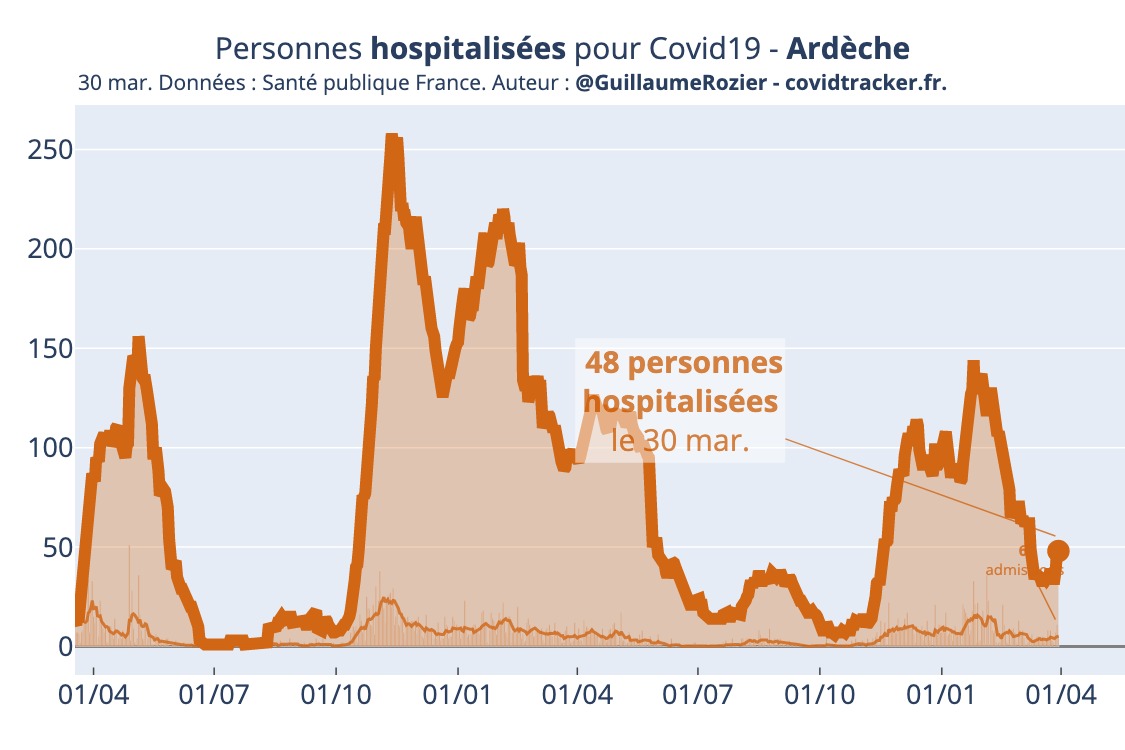 Personnes hospitalisées pour Covid19 - Ardèche
30 mar. Données : Santé publique France. Auteur : @GuillaumeRozier - covidtracker.fr.
250
200
150
100
50
0
48 personnes
hospitalisées
le 30 mar.
6
01/04 01/07 01/10 01/01 01/04 01/07 01/10 01/01 01/04